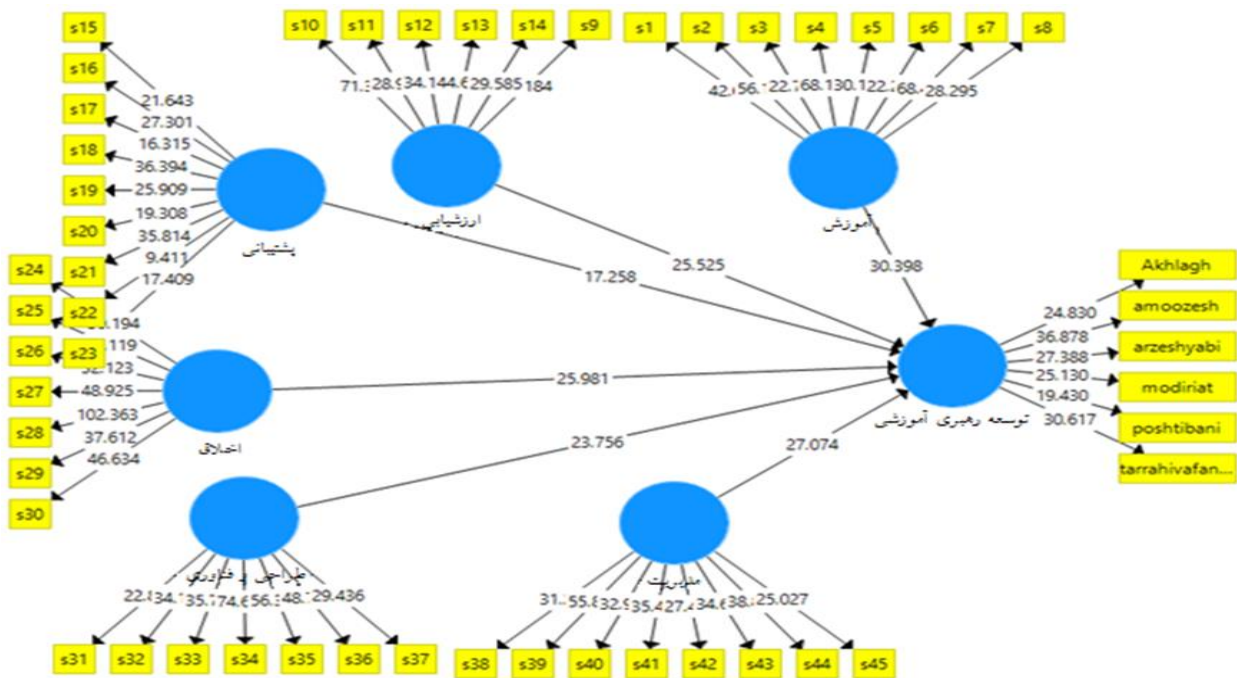 s15
s16
s17
s18
s19
s20
s21
s22
s23
21.643
27.301
16.315
36.394
25.909
19.308
35.814
9.411
17.409
پشتیبانی
s10
s11
s12
s13
s14
s9
29.585
184
ارزشیابی
s1
s2
s3
s4
s5
s6
s7
s8
28.295
آموزش
s24
s25
s26
s27
s28
s29
s30
48.925
102.363
37.612
46.634
اخلاق
17.258
25.525
30.398
25.981
23.756
27.074
توسعه رهبری آموزشی
24.830
36.878
27.388
25.130
19.430
30.617
Akhlagh
amoozesh
arzeshyabi
modiriat
poshtibani
tarrahivafan...
طراحی و فناوری
29.436
s31
s32
s33
s34
s35
s36
s37
مدیریت
25.027
s38
s39
s40
s41
s42
s43
s44
s45